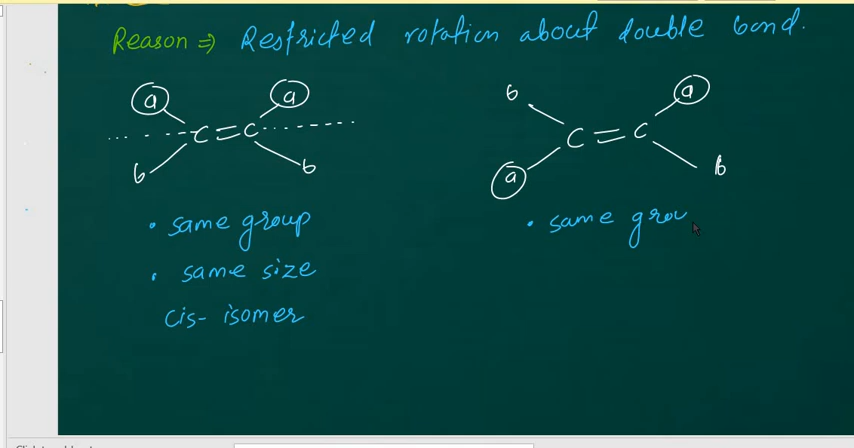 Reason ⇒ Restricted rotation about double bond.
a a
C = C
b b
b a
C = C
a b
• same group
• same size
cis- isomer
• same grou